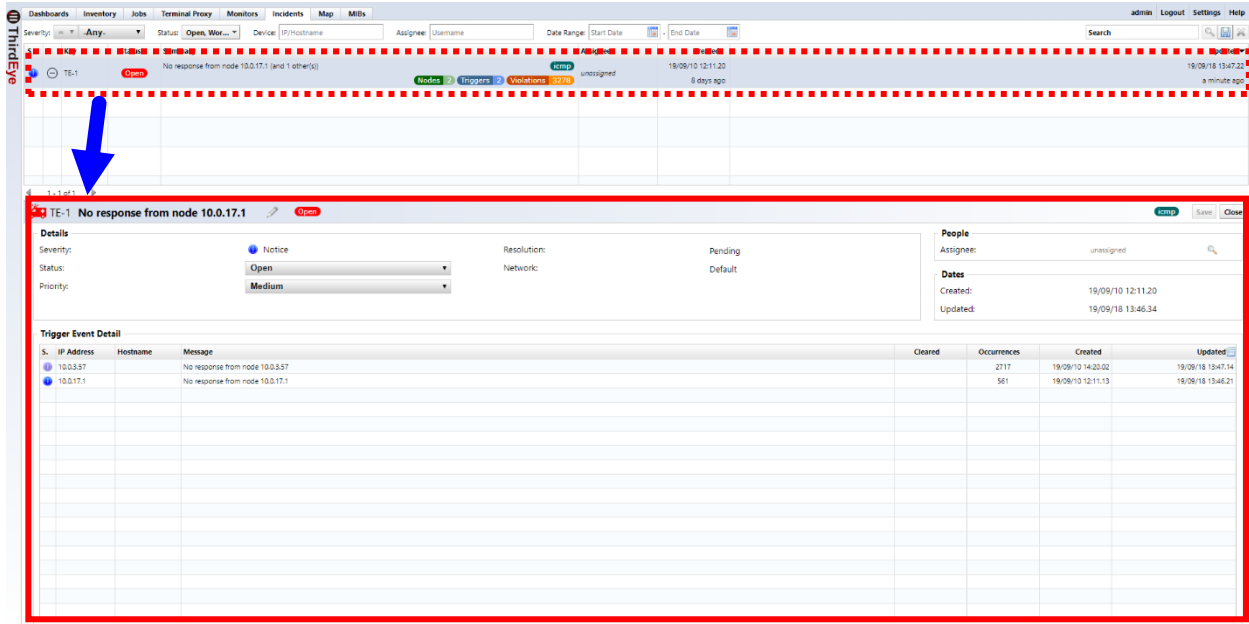 Dashboards Inventory Jobs Terminal Proxy Monitors Incidents Map MIBs admin Logout Settings Help
ThirdEye
Severity: = -Any- Status: Open, Wor... Device: IP/Hostname Assignee: Username Date Range: Start Date - End Date Search
TE-1 Open No response from node 10.0.17.1 (and 1 other(s)) icmp unassigned 19/09/10 12:11.20 19/09/18 13:47.22
Nodes 2 Triggers 2 Violations 3278 8 days ago a minute ago
1 - 1 of 1
TE-1 No response from node 10.0.17.1 Open icmp Save Close
Details People
Severity: Notice Resolution: Pending Assignee: unassigned
Status: Open Network: Default Dates
Priority: Medium Created: 19/09/10 12:11.20
Updated: 19/09/18 13:46.34
Trigger Event Detail
S. IP Address Hostname Message Cleared Occurrences Created Updated
10.0.3.57 No response from node 10.0.3.57 2717 19/09/10 14:20.02 19/09/18 13:47.14
10.0.17.1 No response from node 10.0.17.1 561 19/09/10 12:11.13 19/09/18 13:46.21